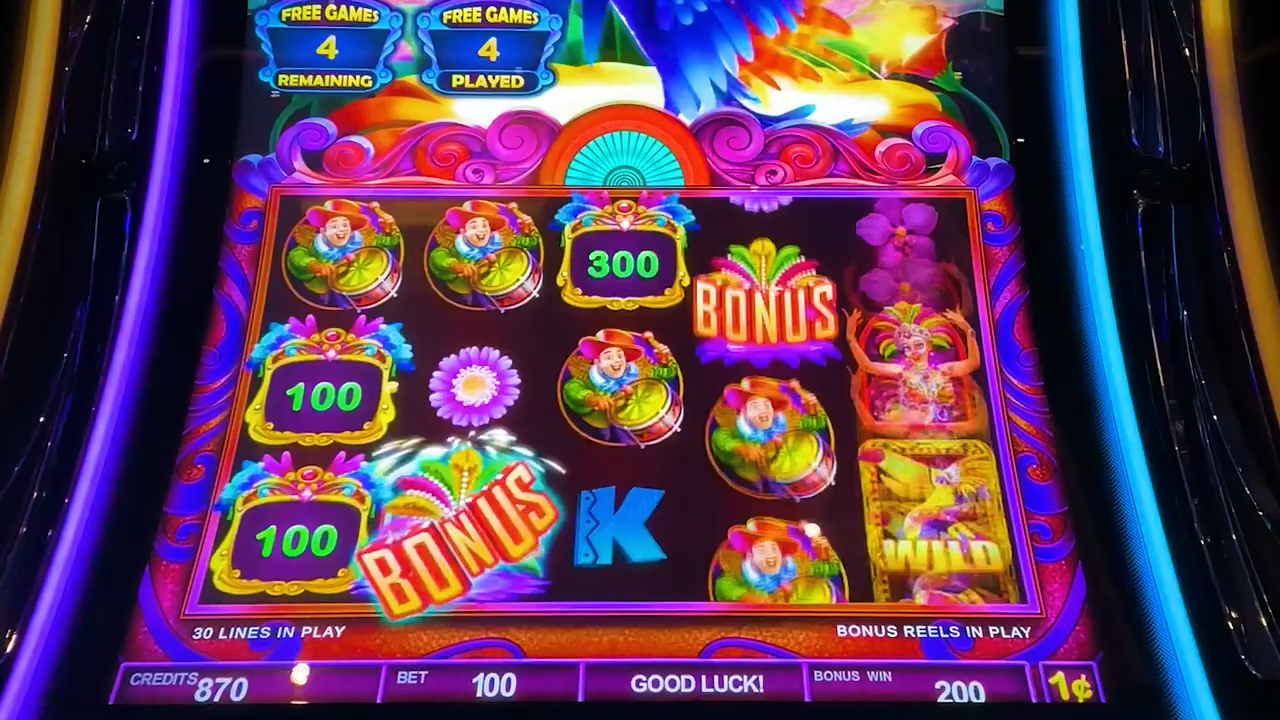 FREE GAMES
4
REMAINING
FREE GAMES
4
PLAYED
300
BONUS
100
100
BONUS
K
WILD
30 LINES IN PLAY
BONUS REELS IN PLAY
CREDITS 870
BET 100
GOOD LUCK!
BONUS WIN 200
1¢